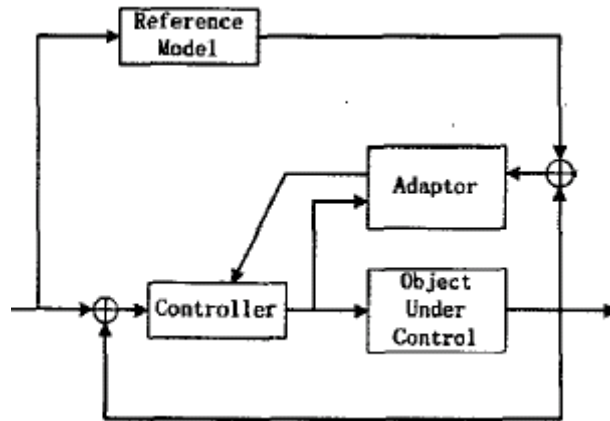 Reference
Model
Adaptor
Controller
Object
Under
Control